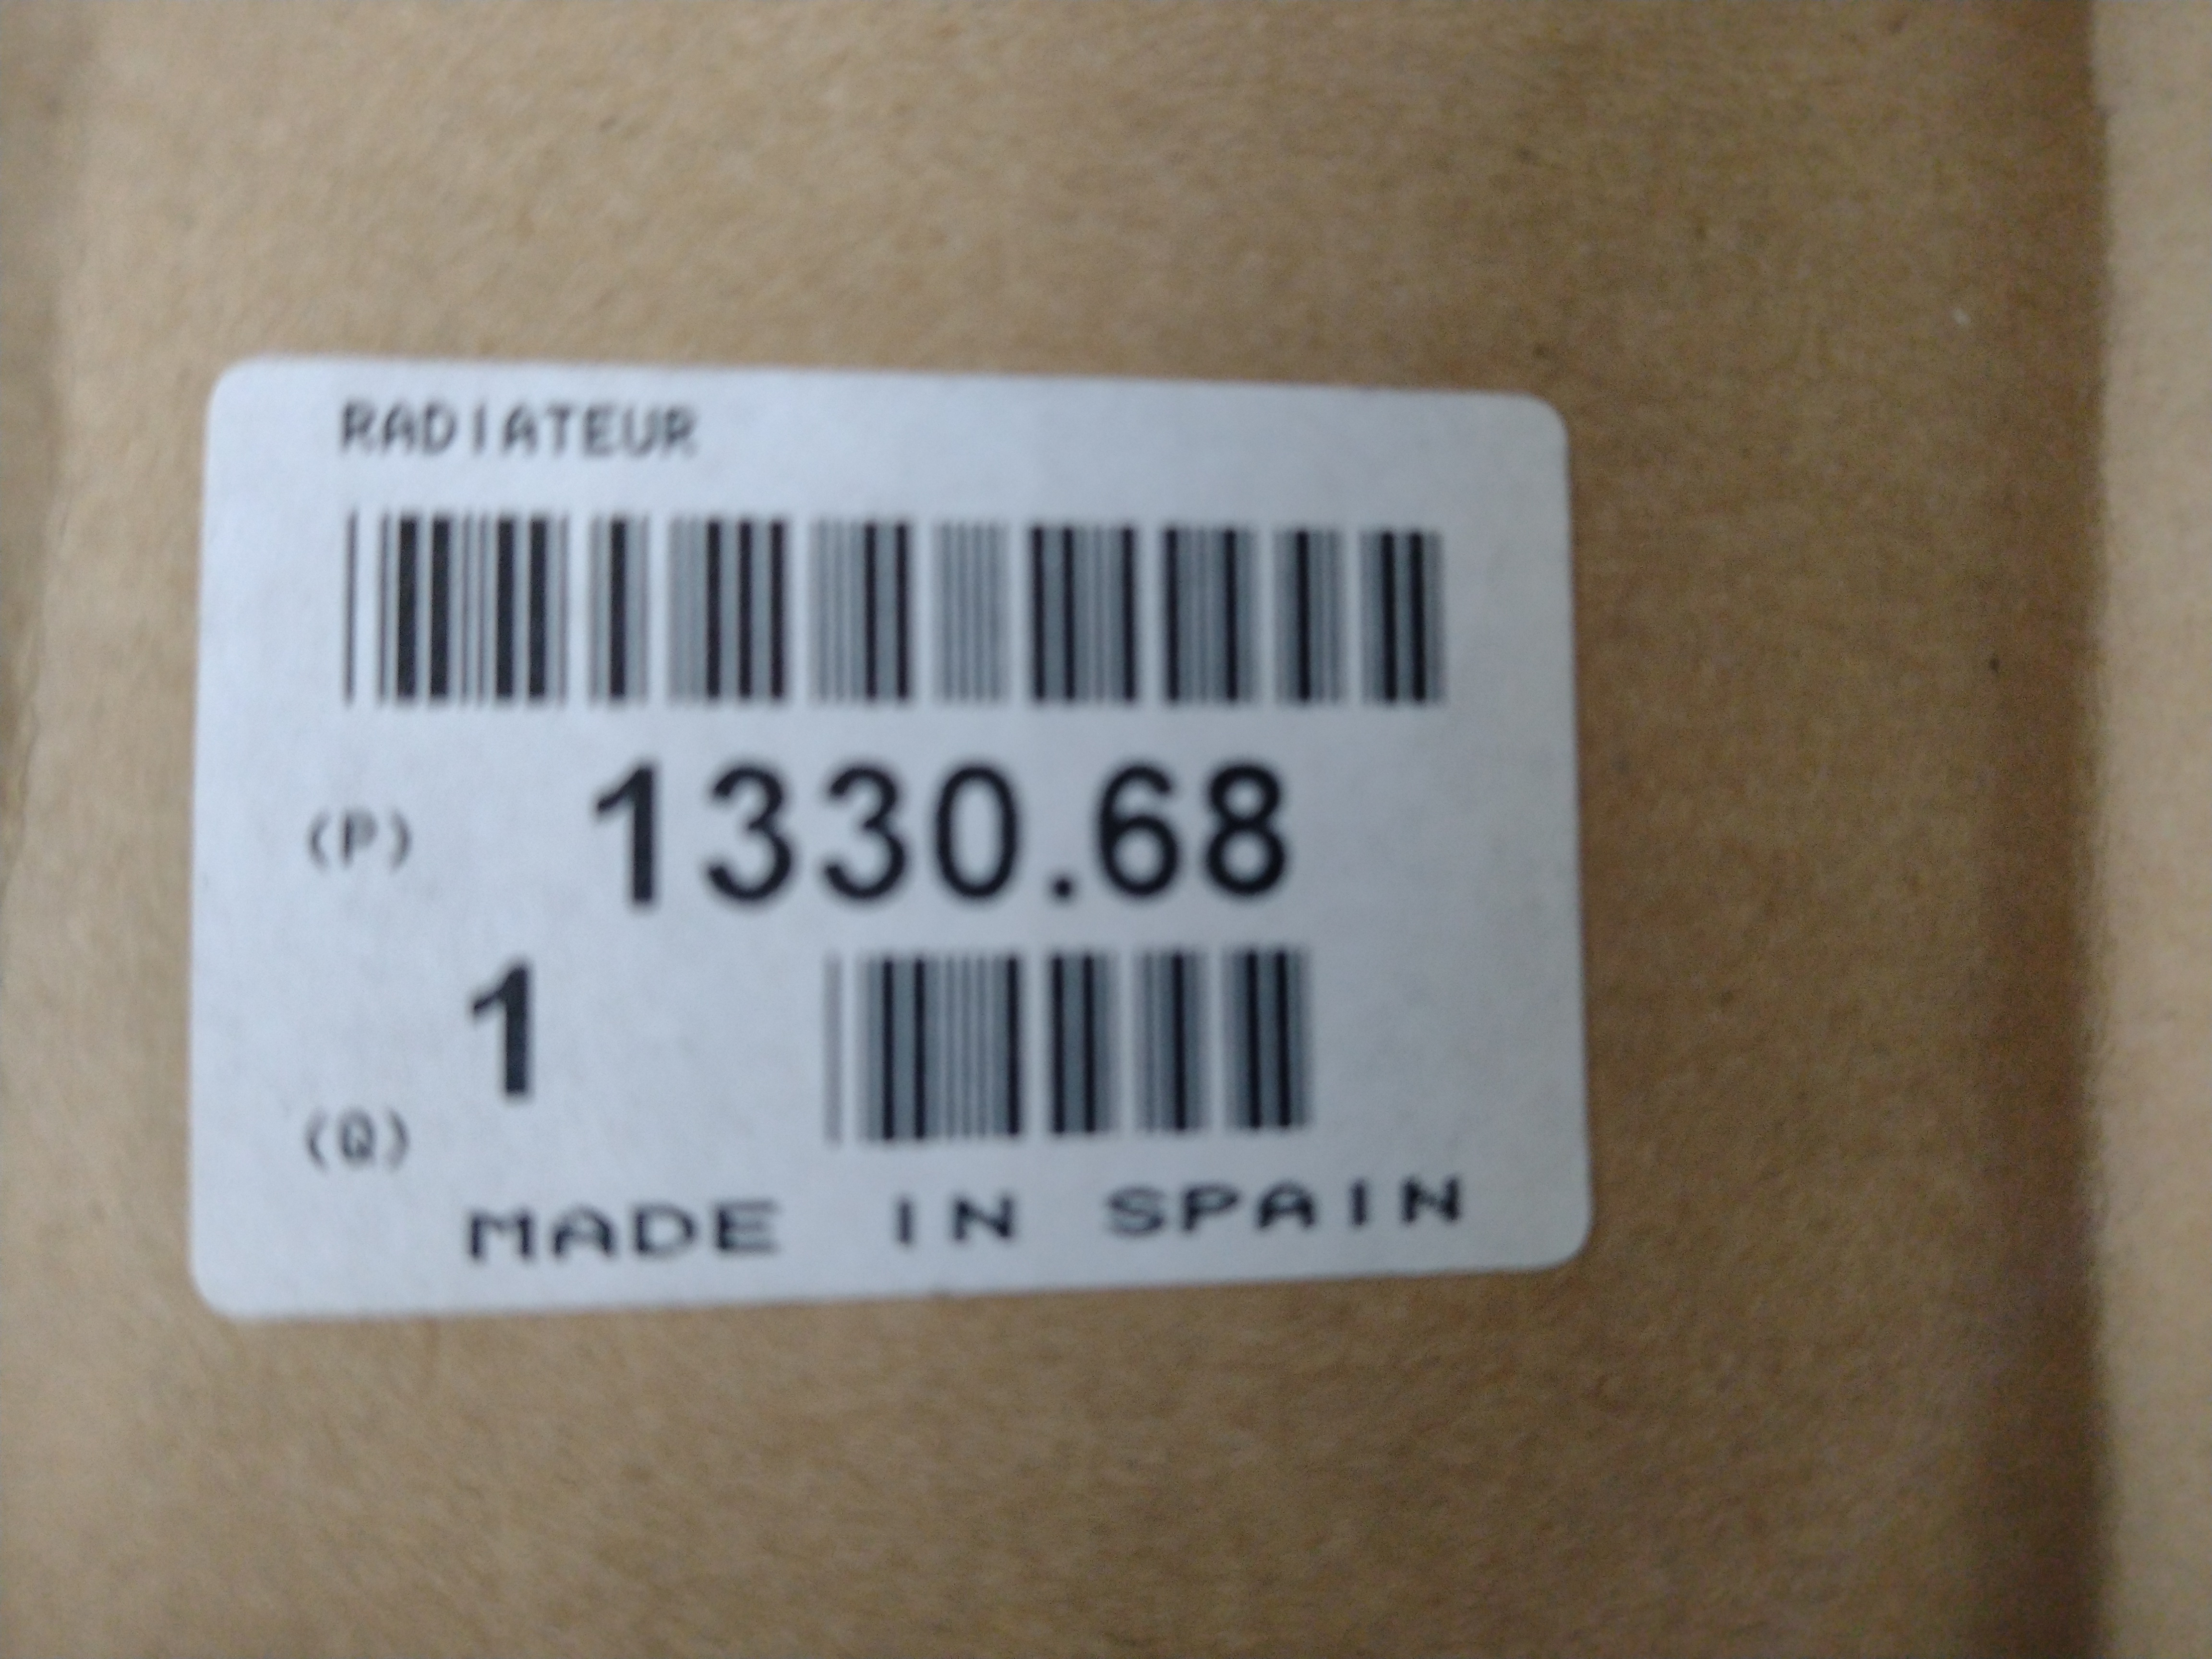 RADIATEUR
(P) 1330.68
1
(Q)
MADE IN SPAIN